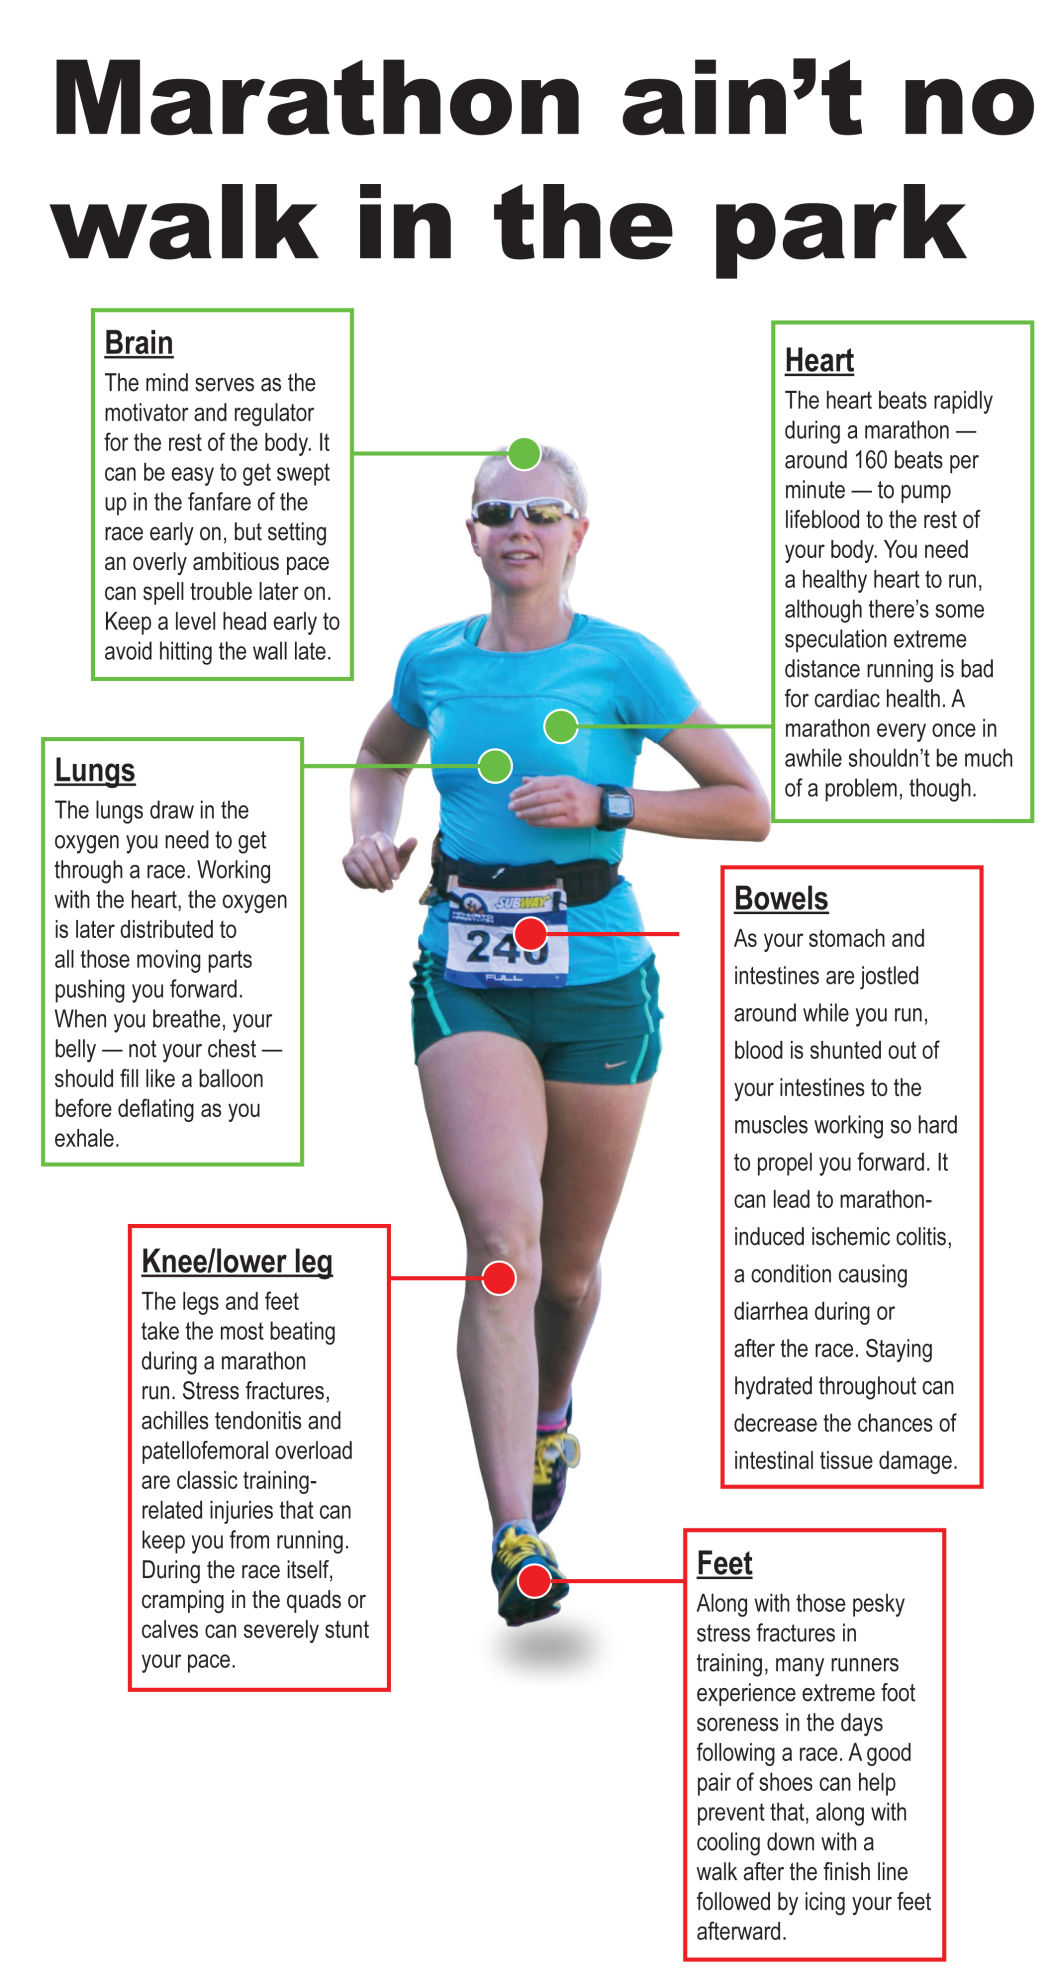 Marathon ain't no
walk in the park
Brain
The mind serves as the
motivator and regulator
for the rest of the body. It
can be easy to get swept
up in the fanfare of the
race early on, but setting
an overly ambitious pace
can spell trouble later on.
Keep a level head early to
avoid hitting the wall late.
Heart
The heart beats rapidly
during a marathon —
around 160 beats per
minute — to pump
lifeblood to the rest of
your body. You need
a healthy heart to run,
although there's some
speculation extreme
distance running is bad
for cardiac health. A
marathon every once in
awhile shouldn't be much
of a problem, though.
Lungs
The lungs draw in the
oxygen you need to get
through a race. Working
with the heart, the oxygen
is later distributed to
all those moving parts
pushing you forward.
When you breathe, your
belly — not your chest —
should fill like a balloon
before deflating as you
exhale.
SUBWAY
MARATHON
24
FULL
Bowels
As your stomach and
intestines are jostled
around while you run,
blood is shunted out of
your intestines to the
muscles working so hard
to propel you forward. It
can lead to marathon-
induced ischemic colitis,
a condition causing
diarrhea during or
after the race. Staying
hydrated throughout can
decrease the chances of
intestinal tissue damage.
Knee/lower leg
The legs and feet
take the most beating
during a marathon
run. Stress fractures,
achilles tendonitis and
patellofemoral overload
are classic training-
related injuries that can
keep you from running.
During the race itself,
cramping in the quads or
calves can severely stunt
your pace.
Feet
Along with those pesky
stress fractures in
training, many runners
experience extreme foot
soreness in the days
following a race. A good
pair of shoes can help
prevent that, along with
cooling down with a
walk after the finish line
followed by icing your feet
afterward.